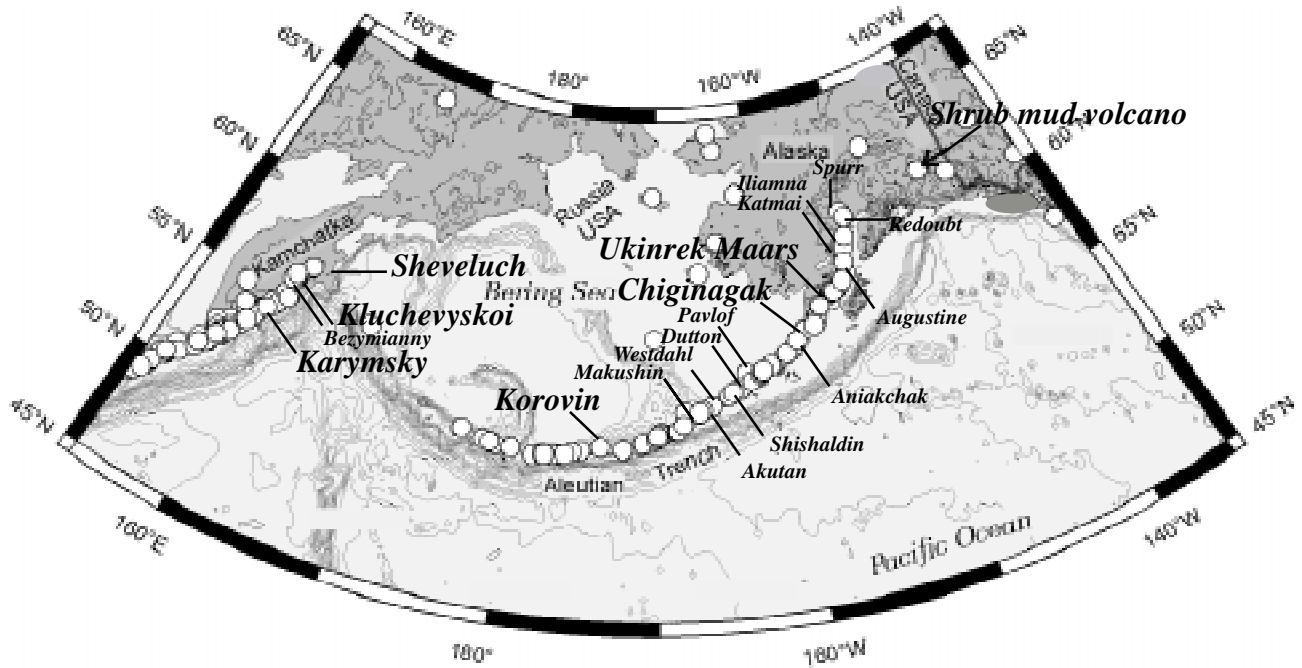 160°E
180°
160°W
140°W
65°N
65°N
60°N
60°N
55°N
55°N
50°N
50°N
45°N
45°N
160°E
180°
160°W
140°W
Canada
USA
Shrub mud volcano
Alaska
Spurr
Iliamna
Katmai
Redoubt
Russia
USA
Kamchatka
Ukinrek Maars
Sheveluch
Bering Sea
Chiginagak
Kluchevyskoi
Pavlof
Augustine
Bezymianny
Dutton
Karymsky
Westdahl
Makushin
Korovin
Aniakchak
Shishaldin
Trench
Akutan
Aleutian
Pacific Ocean